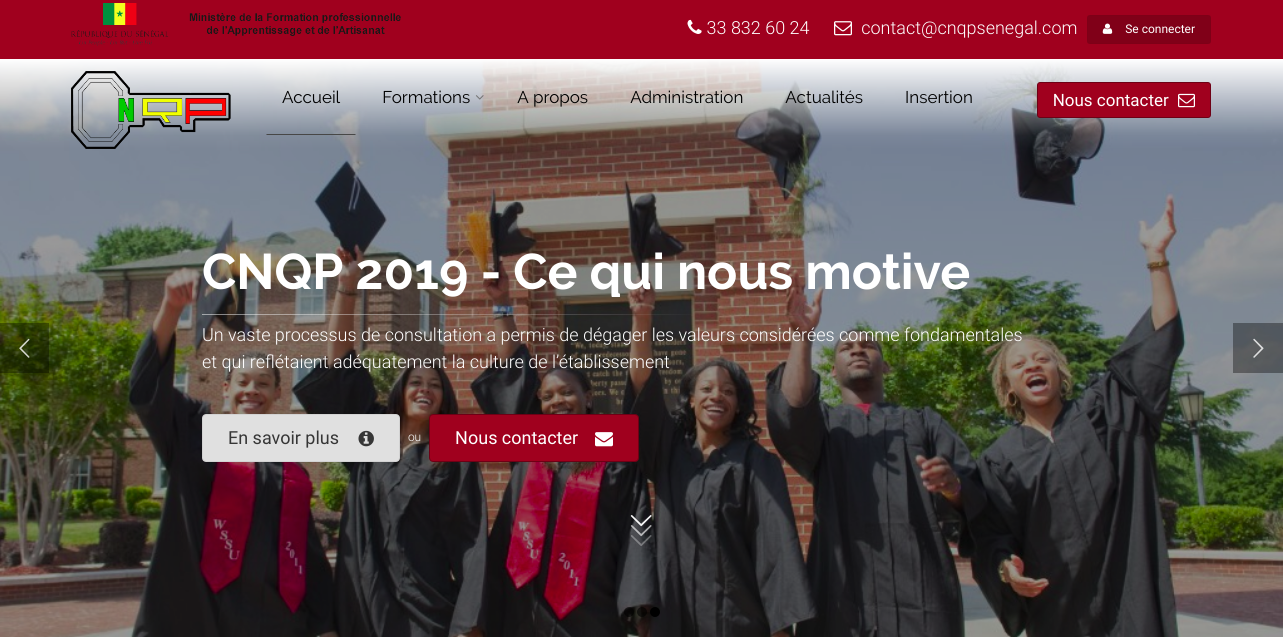 REPUBLIQUE DU SENEGAL
Ministère de la Formation professionnelle
de l'Apprentissage et de l'Artisanat
33 832 60 24
contact@cnqpsenegal.com
Se connecter
CNQP
Accueil
Formations
A propos
Administration
Actualités
Insertion
Nous contacter
CNQP 2019 - Ce qui nous motive
Un vaste processus de consultation a permis de dégager les valeurs considérées comme fondamentales
et qui reflétaient adéquatement la culture de l'établissement
En savoir plus
ou
Nous contacter
WSSU
2011
WSSU
2011